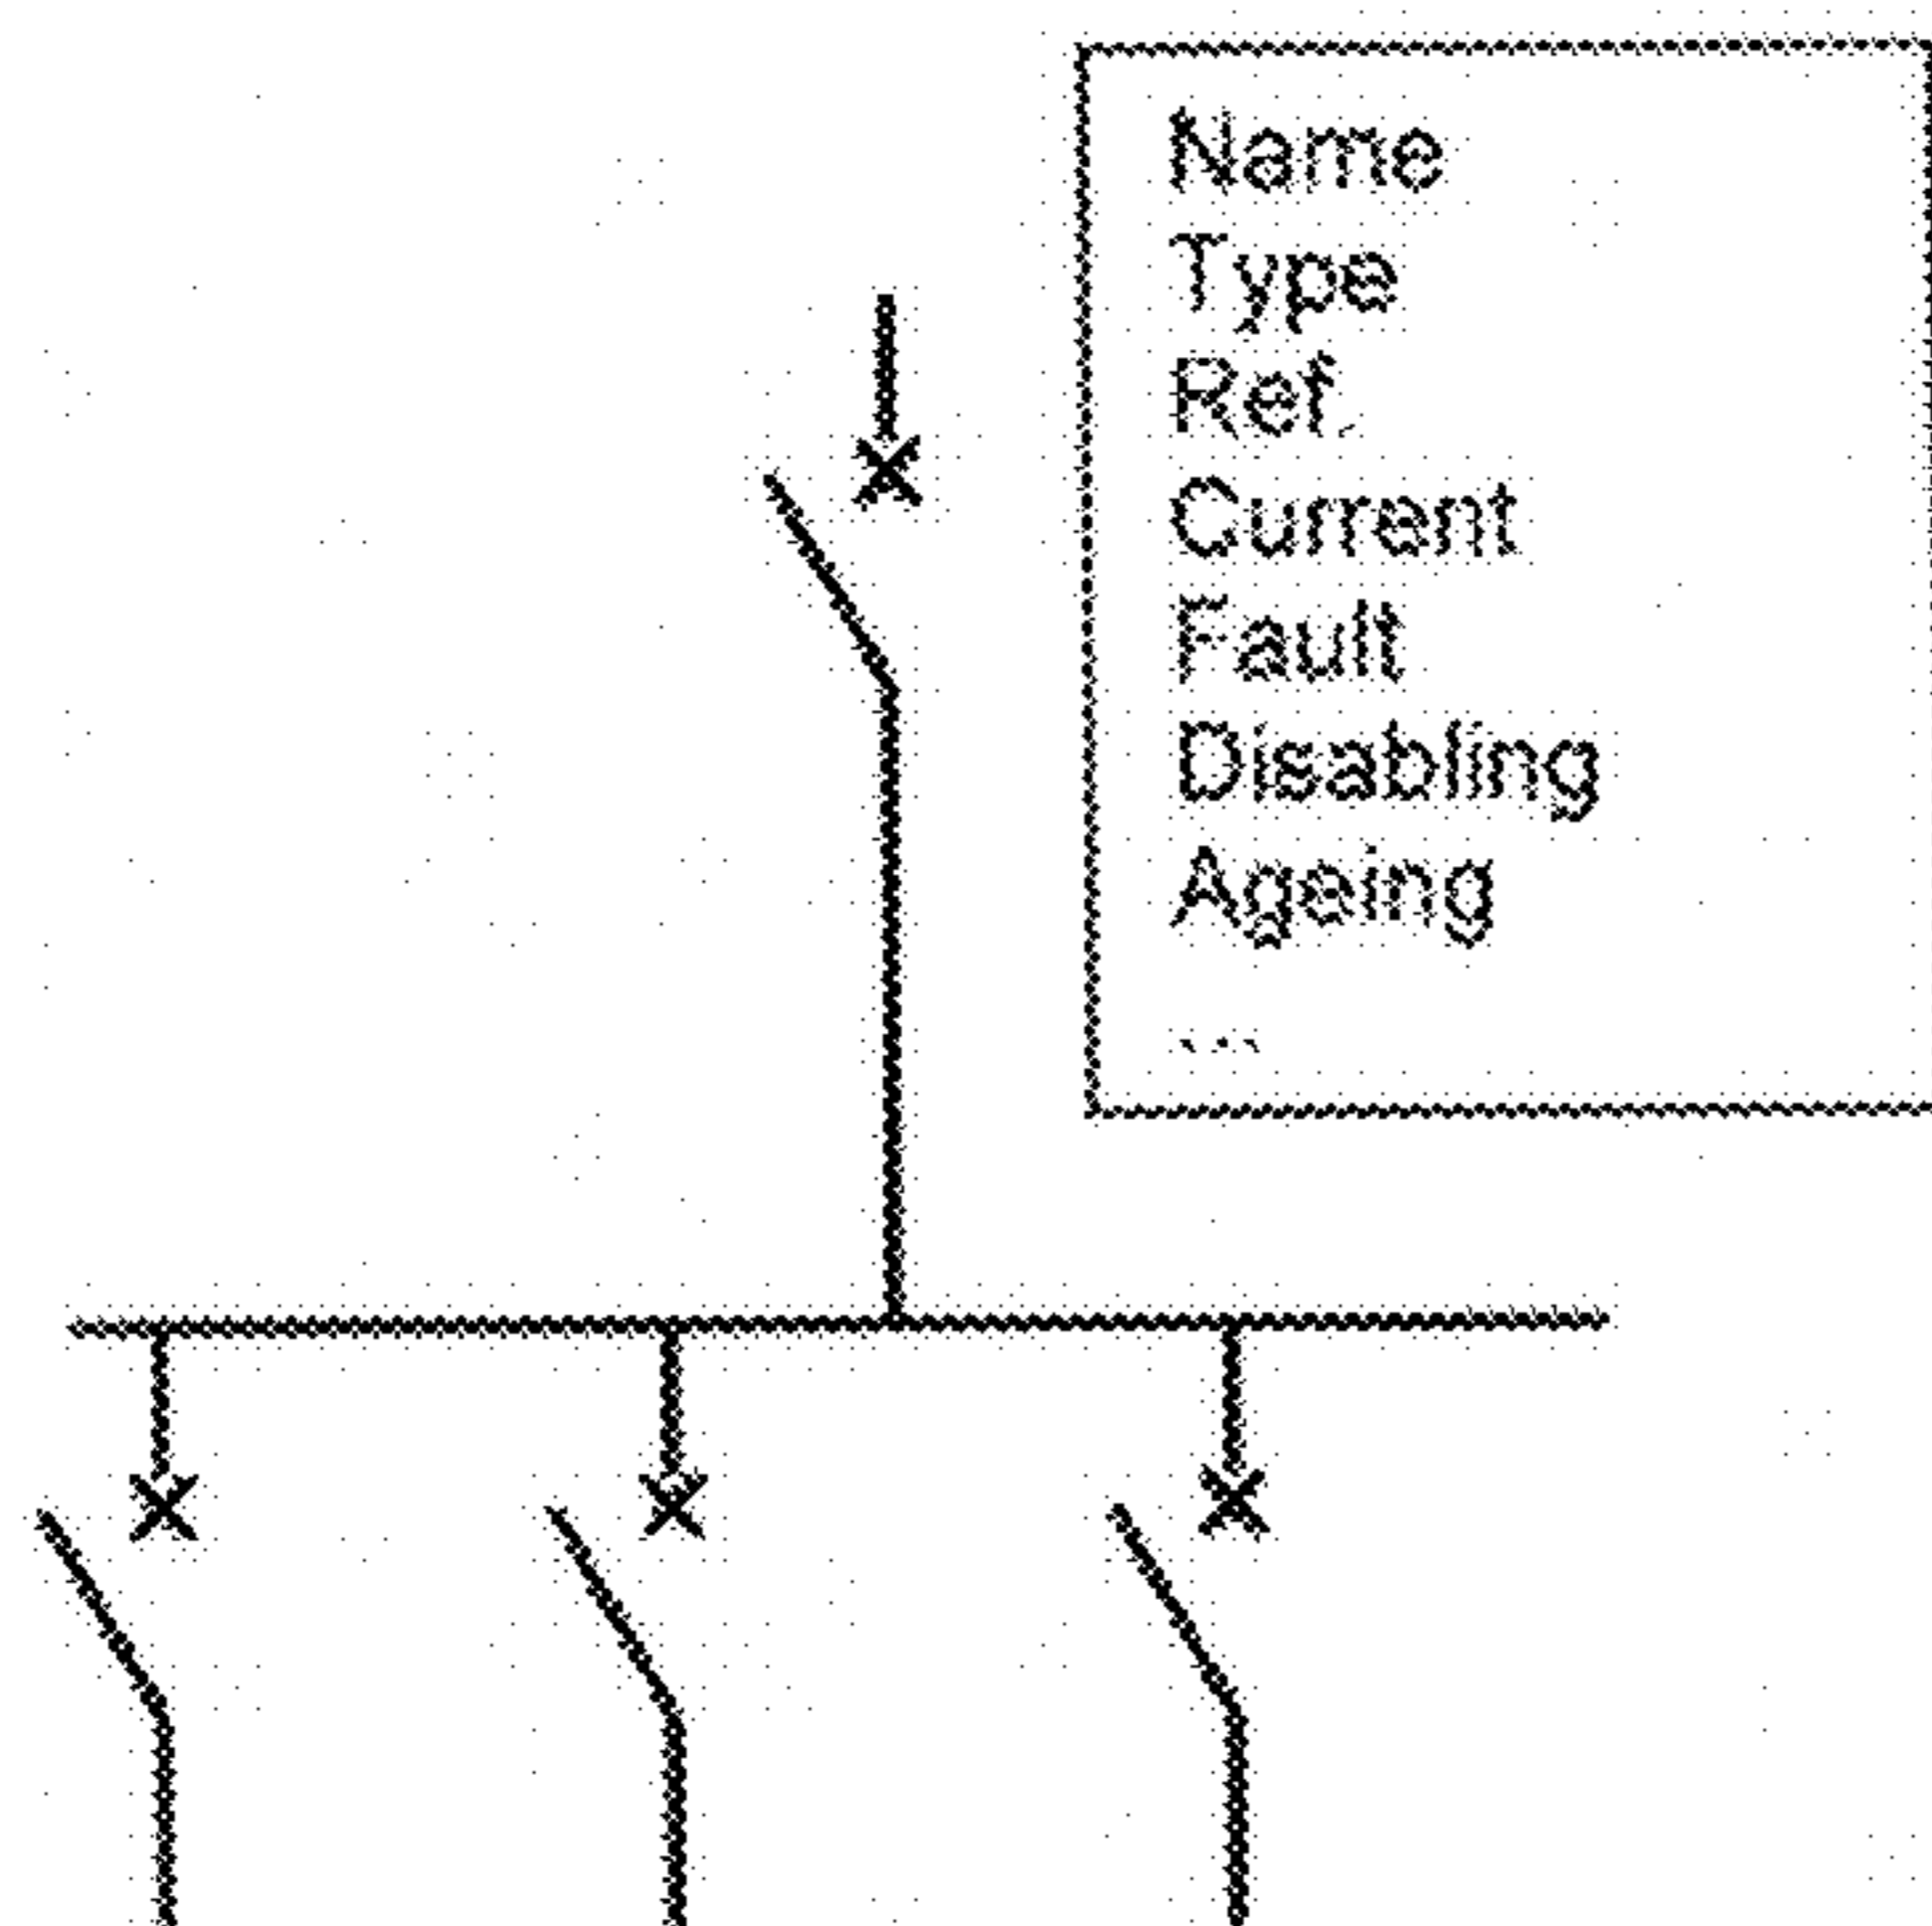 Name
Type
Ref.
Current
Fault
Disabling
Ageing
...